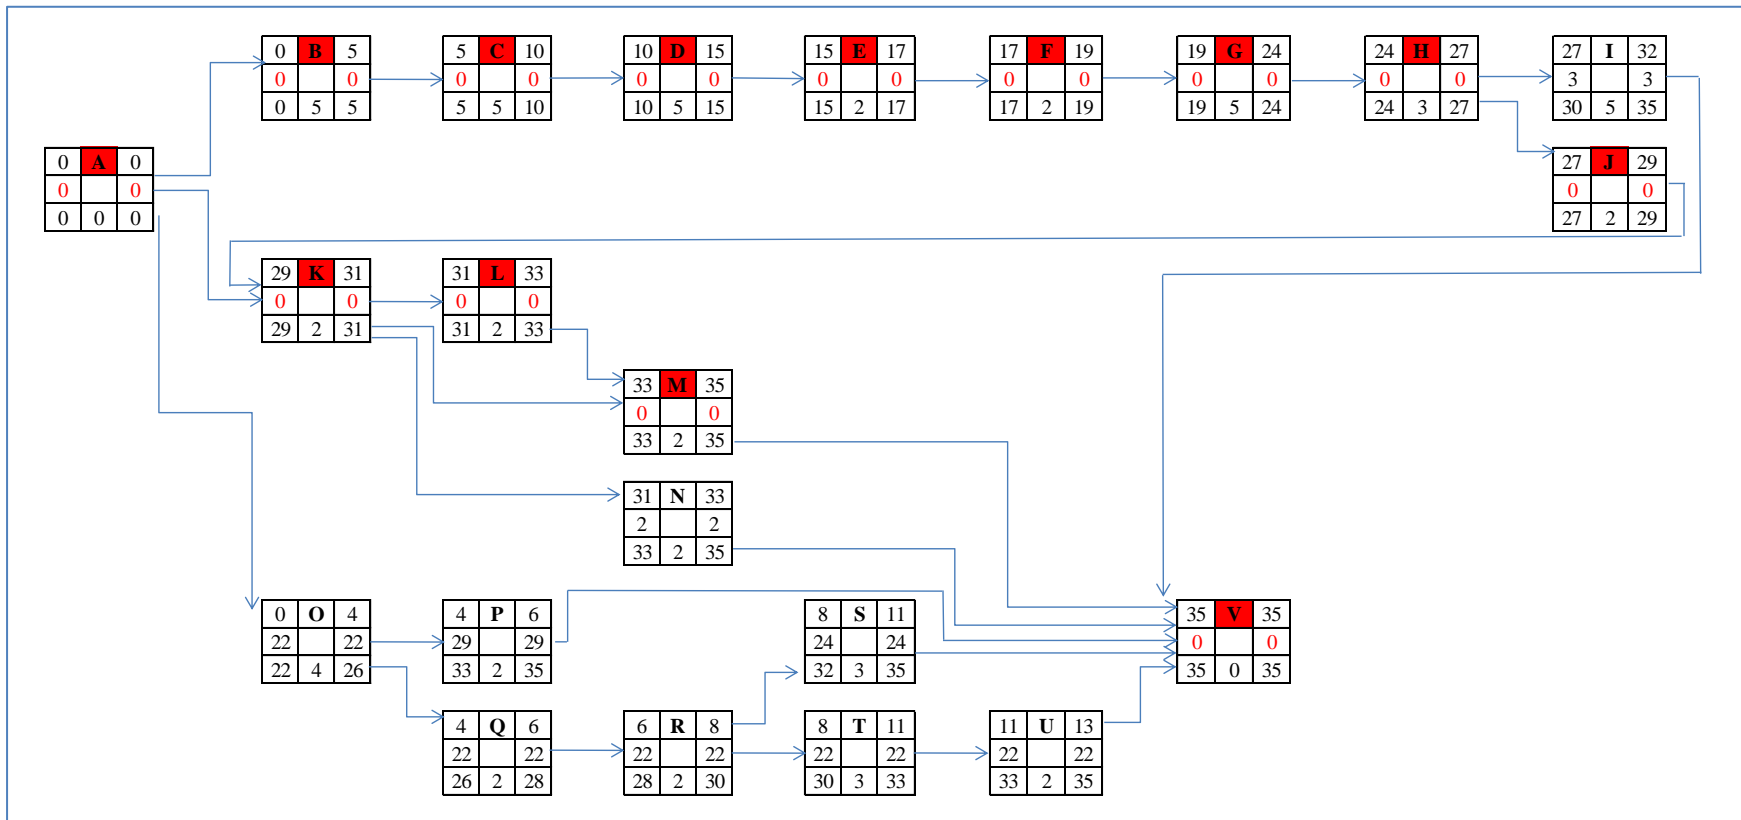 0 B 5 5 C 10 10 D 15 15 E 17 17 F 19 19 G 24 24 H 27 27 I 32
0 0 0 0 0 0 0 0 0 0 0 0 0 0 3 3
0 5 5 5 5 10 10 5 15 15 2 17 17 2 19 19 5 24 24 3 27 30 5 35
0 A 0 27 J 29
0 0 0 0
0 0 0 27 2 29
29 K 31 31 L 33
0 0 0 0
29 2 31 31 2 33
33 M 35
0 0
33 2 35
31 N 33
2 2
33 2 35
0 O 4 4 P 6 8 S 11 35 V 35
22 22 29 29 24 24 0 0
22 4 26 33 2 35 32 3 35 35 0 35
4 Q 6 6 R 8 8 T 11 11 U 13
22 22 22 22 22 22 22 22
26 2 28 28 2 30 30 3 33 33 2 35